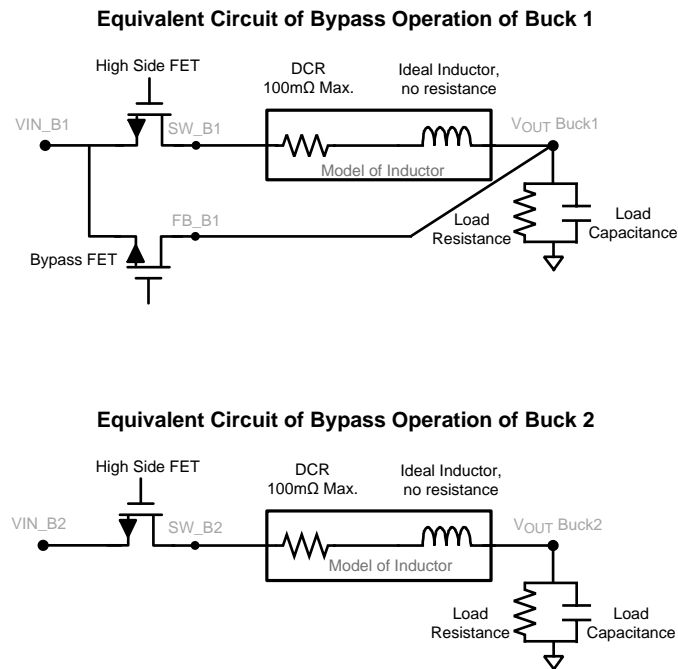 Equivalent Circuit of Bypass Operation of Buck 1
High Side FET
DCR
100mΩ Max.
Ideal Inductor,
no resistance
VIN_B1
SW_B1
VOUT Buck1
Model of Inductor
FB_B1
Bypass FET
Load
Resistance
Load
Capacitance
Equivalent Circuit of Bypass Operation of Buck 2
High Side FET
DCR
100mΩ Max.
Ideal Inductor,
no resistance
VIN_B2
SW_B2
VOUT Buck2
Model of Inductor
Load
Resistance
Load
Capacitance